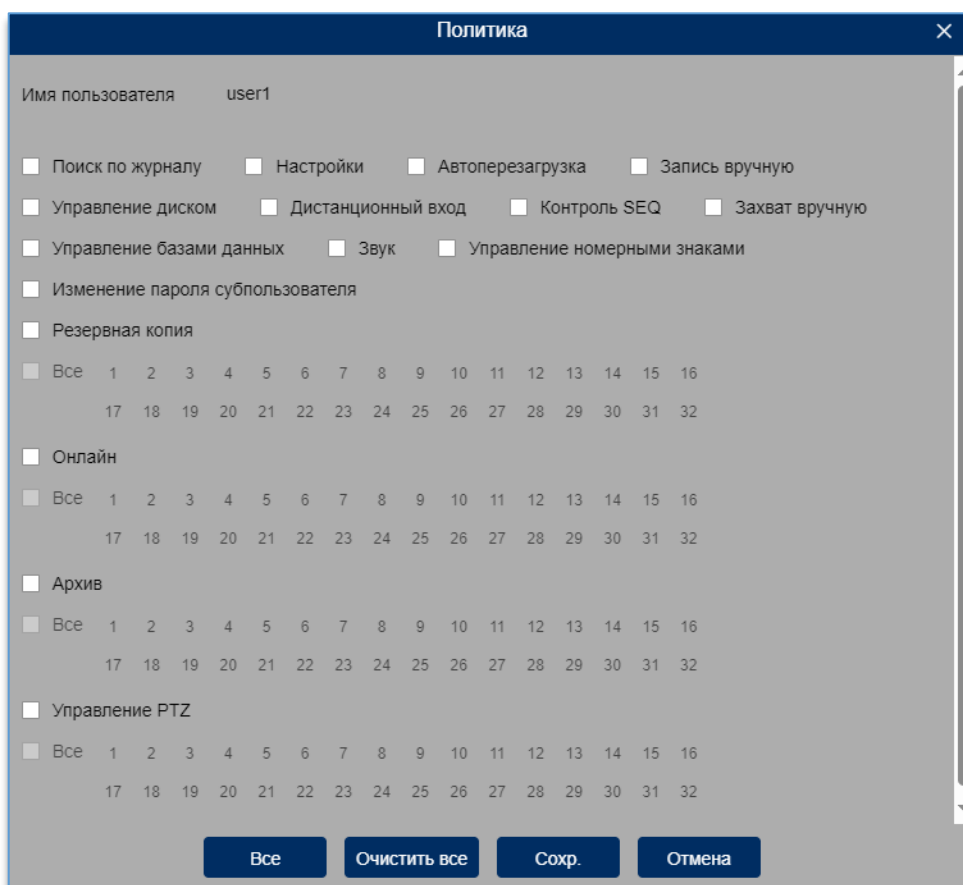 Политика
Имя пользователя user1
Поиск по журналу Настройки Автоперезагрузка Запись вручную
Управление диском Дистанционный вход Контроль SEQ Захват вручную
Управление базами данных Звук Управление номерными знаками
Изменение пароля субпользователя
Резервная копия
Все 1 2 3 4 5 6 7 8 9 10 11 12 13 14 15 16
17 18 19 20 21 22 23 24 25 26 27 28 29 30 31 32
Онлайн
Все 1 2 3 4 5 6 7 8 9 10 11 12 13 14 15 16
17 18 19 20 21 22 23 24 25 26 27 28 29 30 31 32
Архив
Все 1 2 3 4 5 6 7 8 9 10 11 12 13 14 15 16
17 18 19 20 21 22 23 24 25 26 27 28 29 30 31 32
Управление PTZ
Все 1 2 3 4 5 6 7 8 9 10 11 12 13 14 15 16
17 18 19 20 21 22 23 24 25 26 27 28 29 30 31 32
Все Очистить все Сохр. Отмена